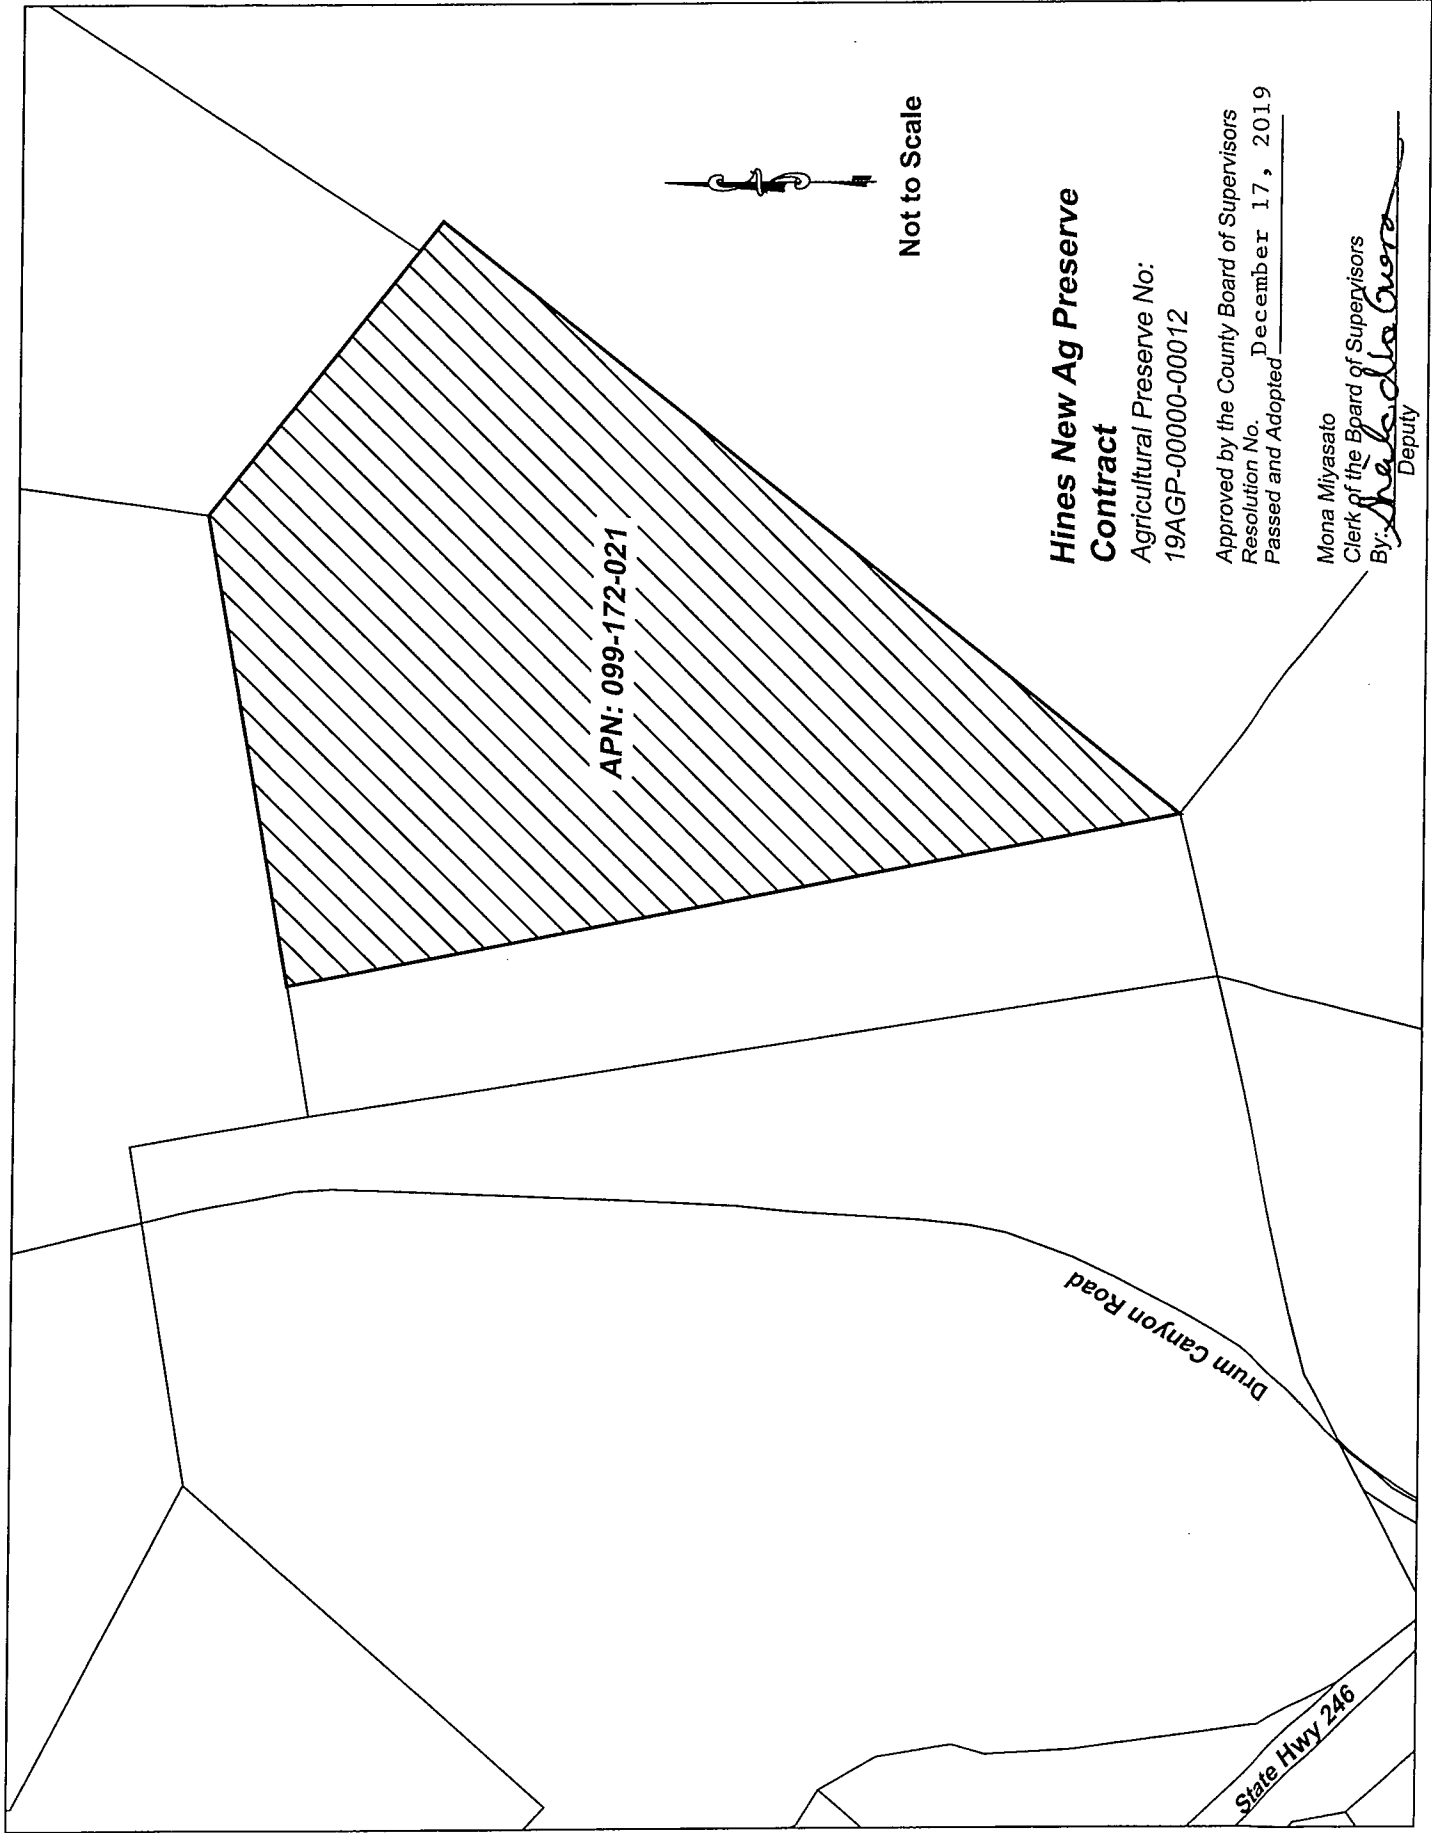 APN: 099-172-021
Not to Scale
Drum Canyon Road
State Hwy 246
Hines New Ag Preserve
Contract
Agricultural Preserve No:
19AGP-00000-00012
Approved by the County Board of Supervisors
Resolution No.
Passed and Adopted December 17, 2019
Mona Miyasato
Clerk of the Board of Supervisors
By:
Deputy